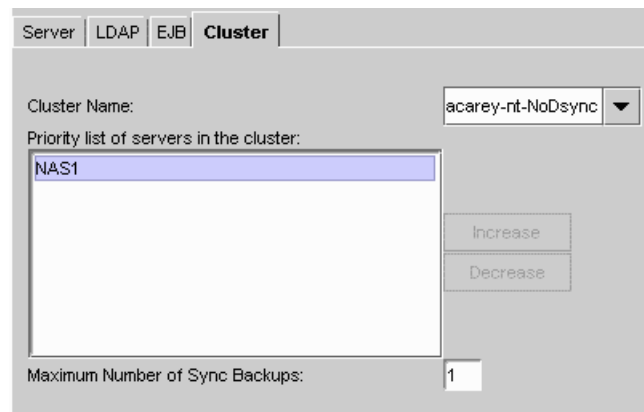 Server LDAP EJB Cluster
Cluster Name: acarey-nt-NoDsync
Priority list of servers in the cluster:
NAS1
Increase
Decrease
Maximum Number of Sync Backups: 1